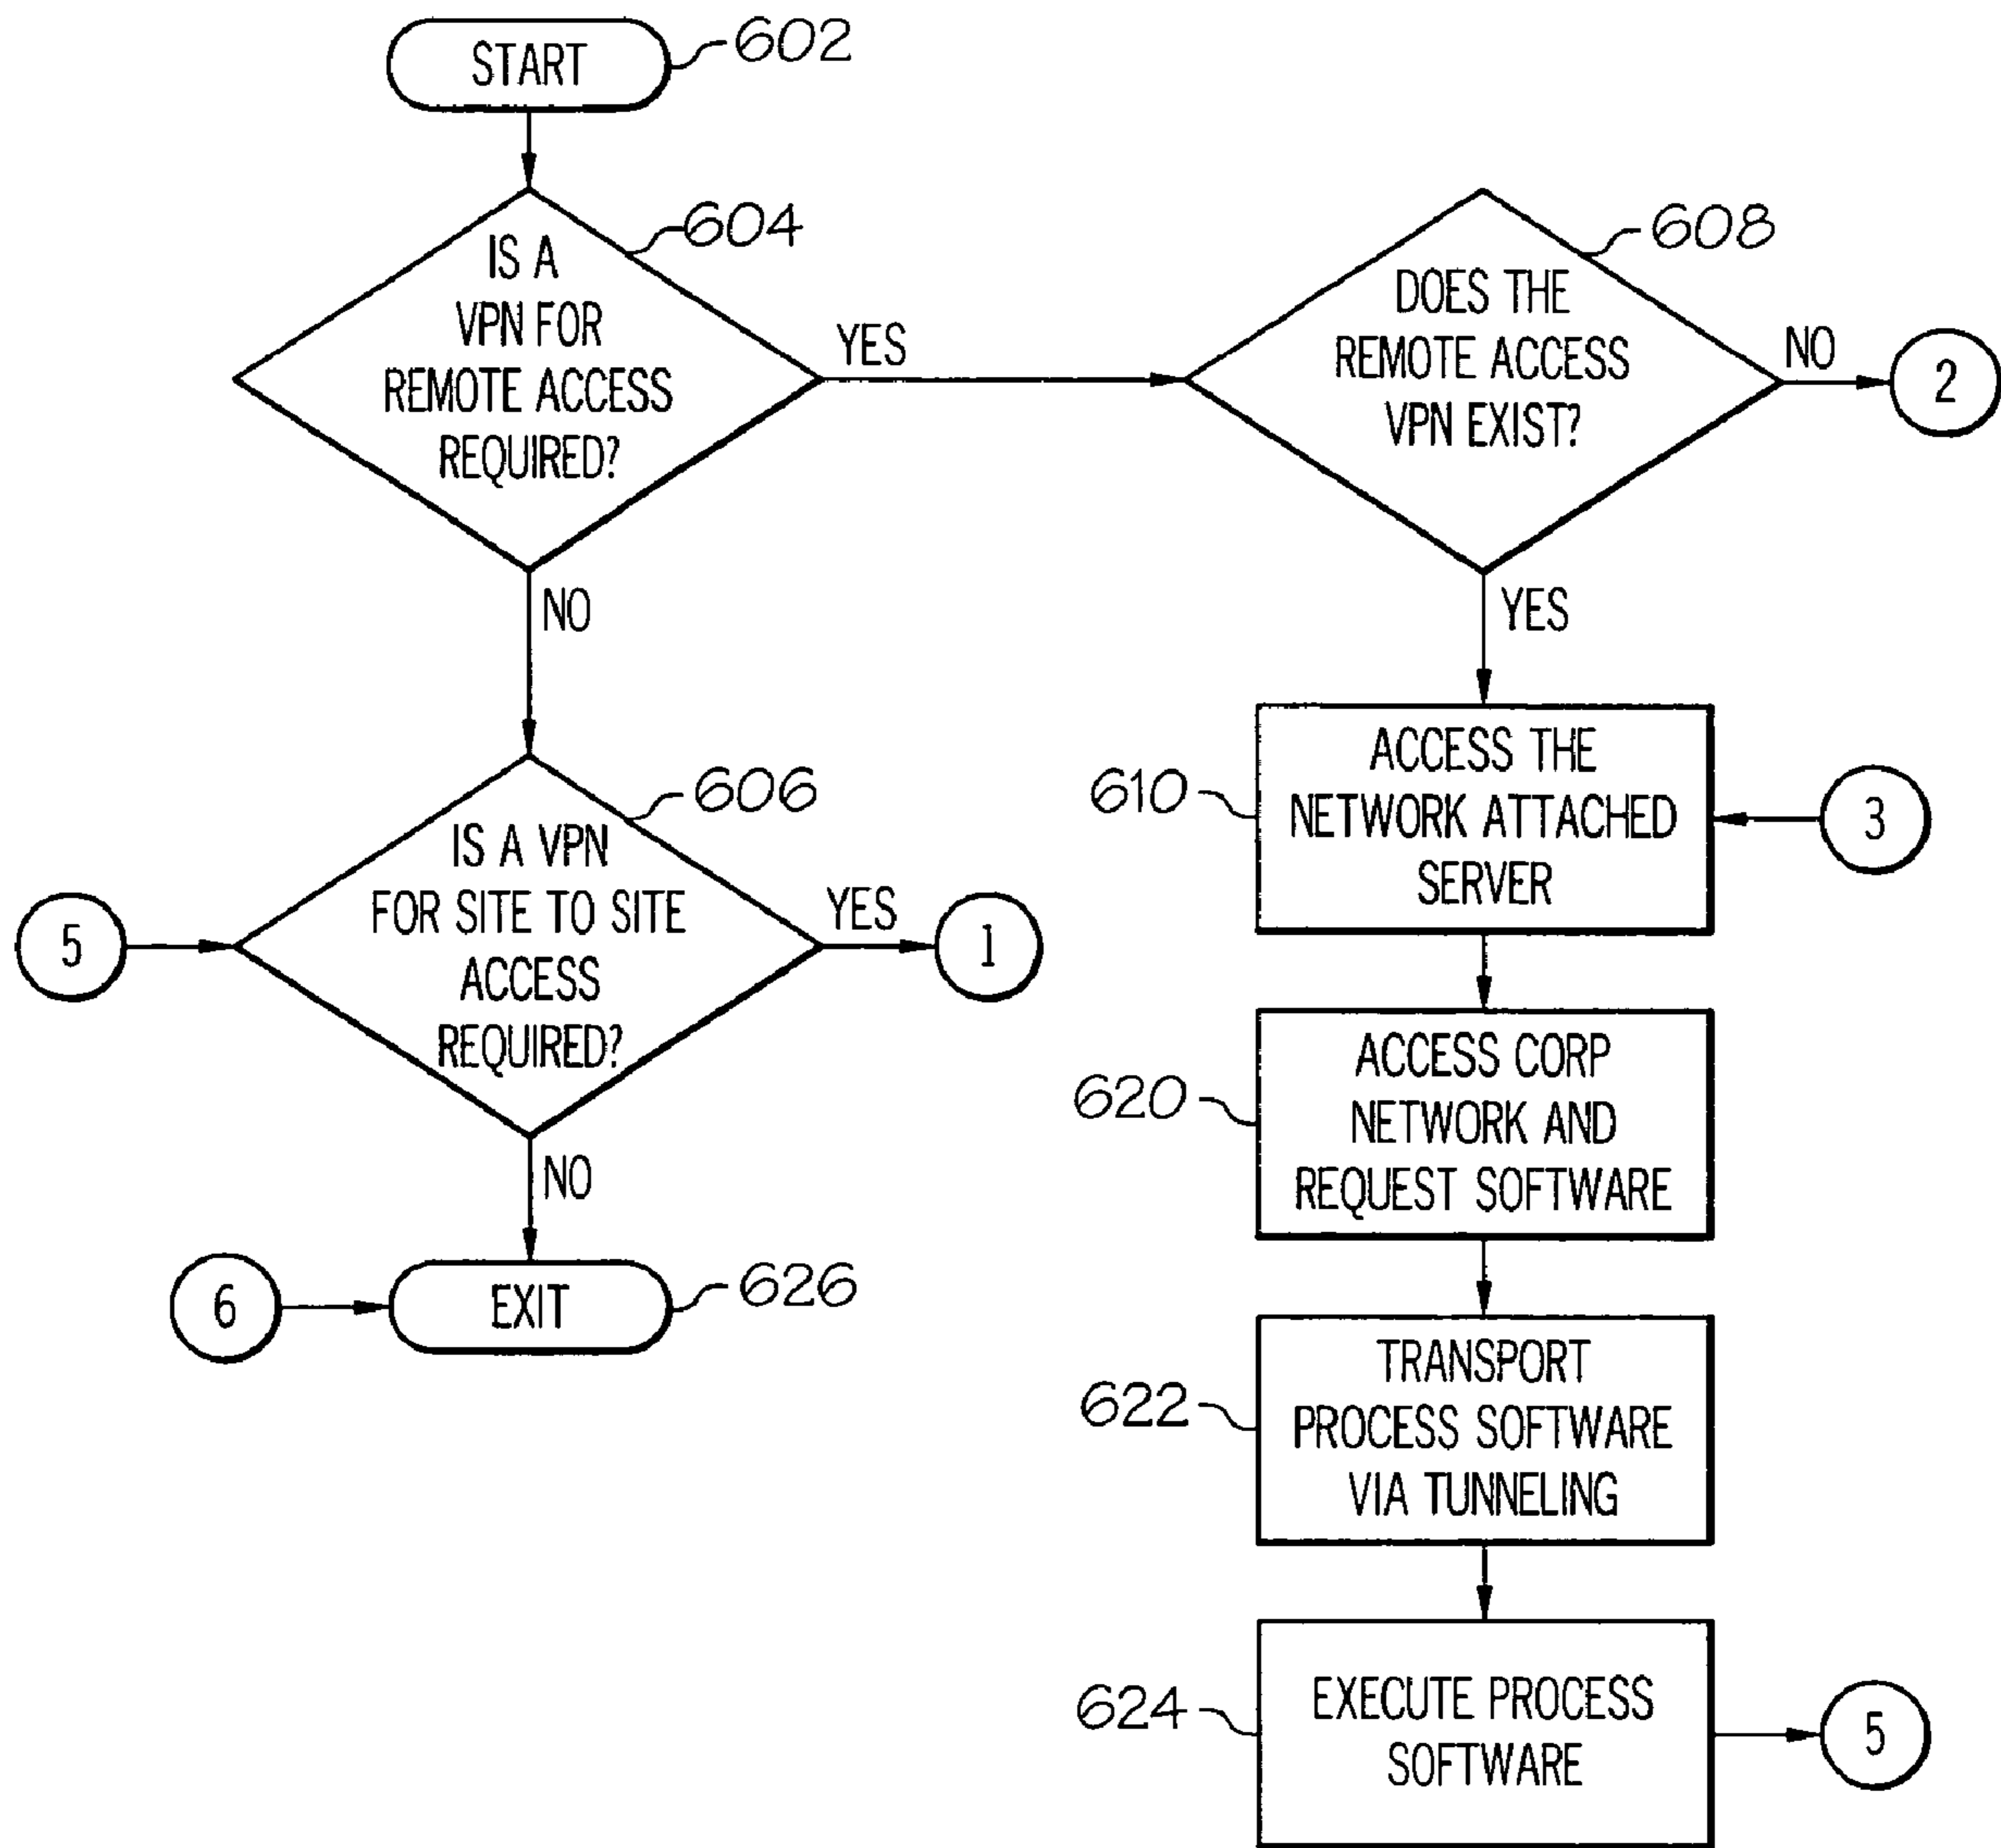 START
602
IS A
VPN FOR
REMOTE ACCESS
REQUIRED?
604
YES
NO
DOES THE
REMOTE ACCESS
VPN EXIST?
608
NO
2
YES
IS A VPN
FOR SITE TO SITE
ACCESS
REQUIRED?
606
5
YES
1
NO
6
EXIT
626
ACCESS THE
NETWORK ATTACHED
SERVER
610
3
ACCESS CORP
NETWORK AND
REQUEST SOFTWARE
620
TRANSPORT
PROCESS SOFTWARE
VIA TUNNELING
622
EXECUTE PROCESS
SOFTWARE
624
5